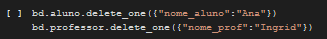 [ ] bd.aluno.delete_one({"nome_aluno":"Ana"})
bd.professor.delete_one({"nome_prof":"Ingrid"})